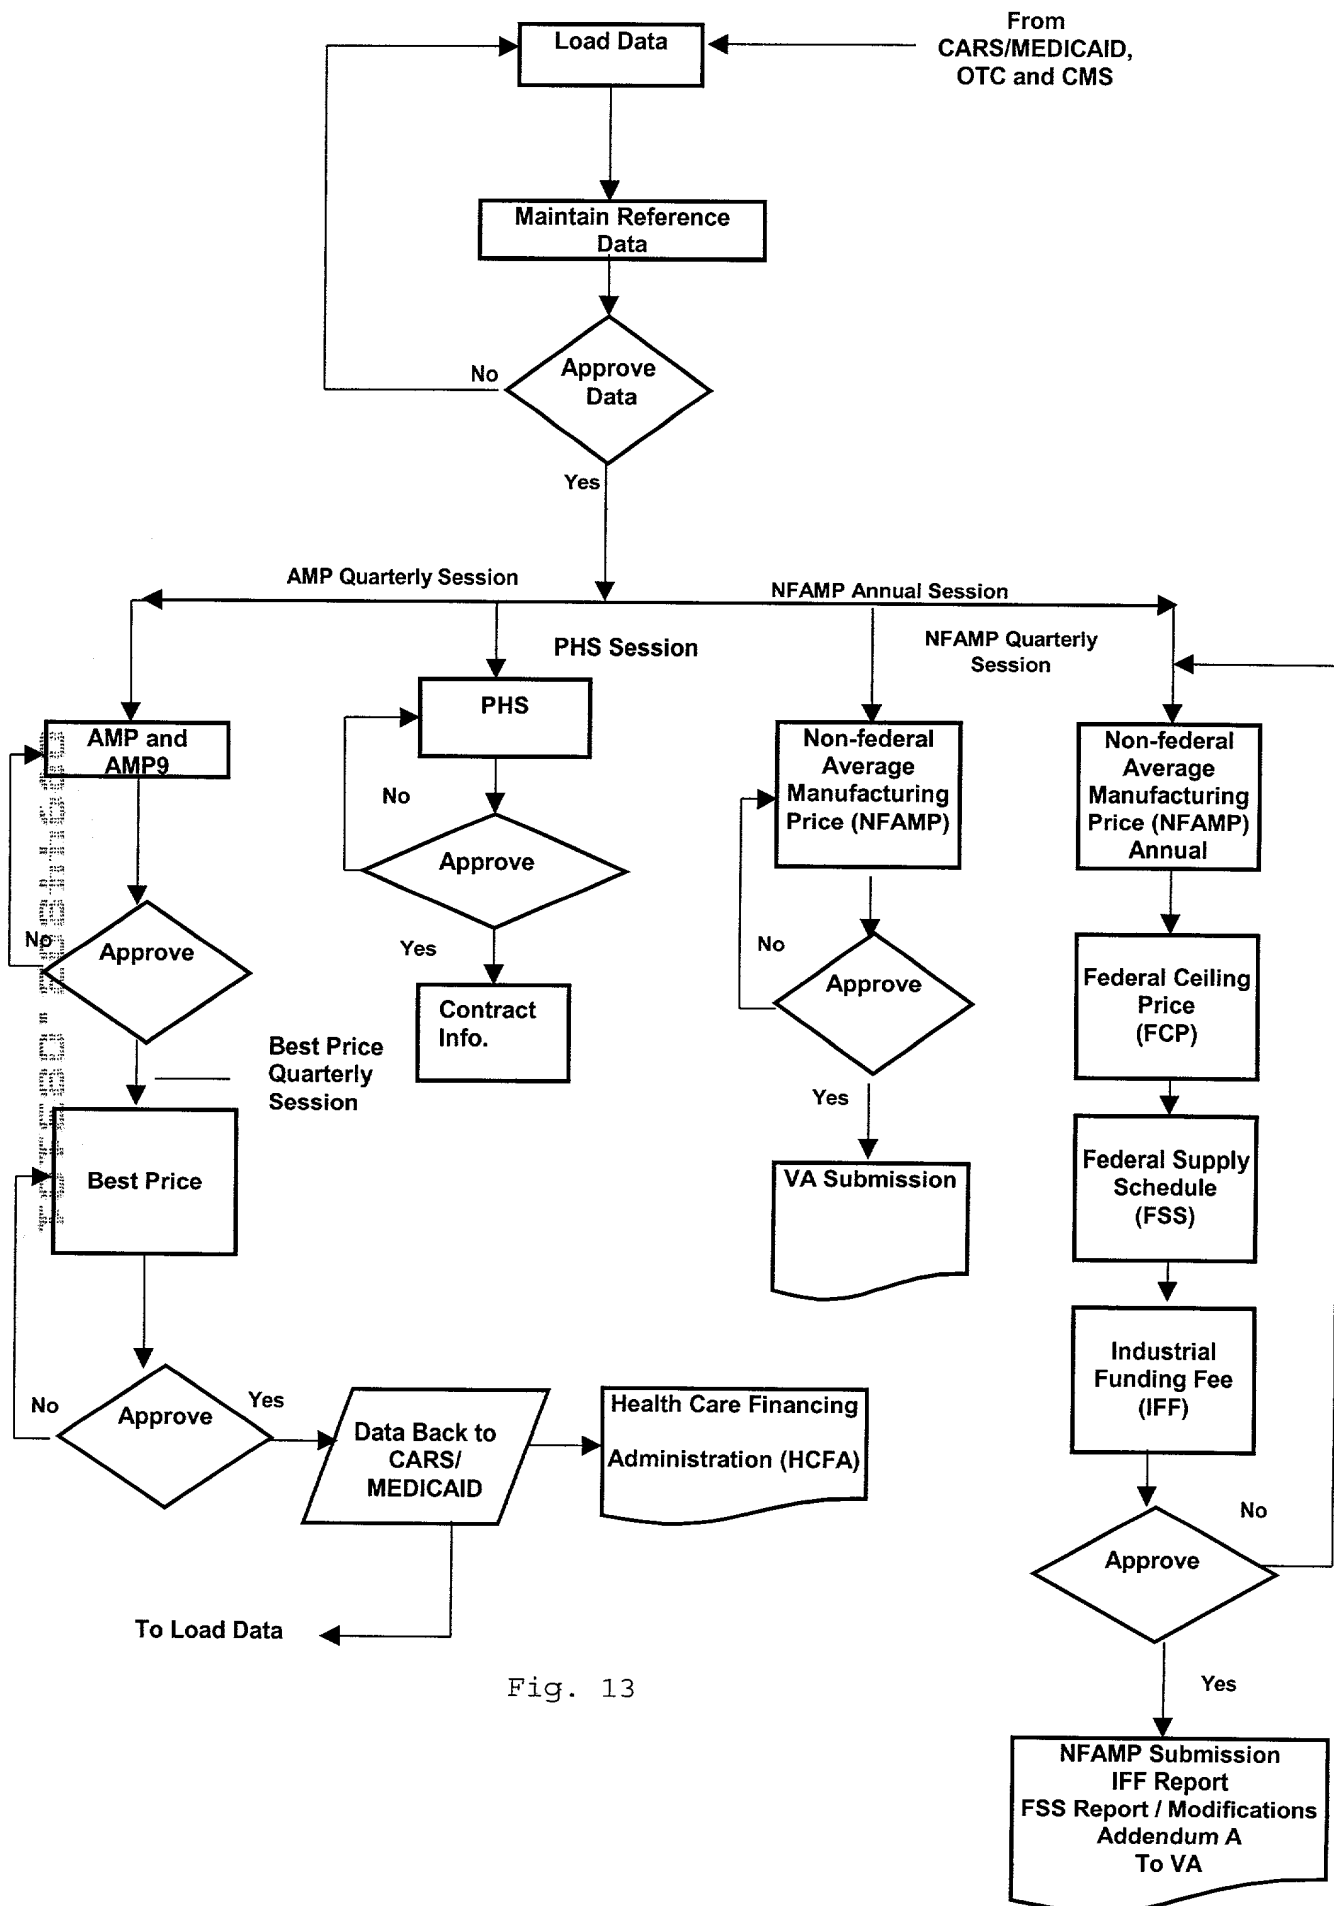 From
CARS/MEDICAID,
OTC and CMS
Load Data
Maintain Reference
Data
Approve
Data
No
Yes
AMP Quarterly Session
NFAMP Annual Session
PHS Session
NFAMP Quarterly
Session
AMP and
AMP9
No
Approve
PHS
No
Approve
Yes
Contract
Info.
Non-federal
Average
Manufacturing
Price (NFAMP)
No
Approve
Yes
VA Submission
Non-federal
Average
Manufacturing
Price (NFAMP)
Annual
Federal Ceiling
Price
(FCP)
Federal Supply
Schedule
(FSS)
Industrial
Funding Fee
(IFF)
Approve
No
Yes
NFAMP Submission
IFF Report
FSS Report / Modifications
Addendum A
To VA
Best Price
Quarterly
Session
Best Price
No
Approve
Yes
Data Back to
CARS/
MEDICAID
Health Care Financing
Administration (HCFA)
To Load Data
Fig. 13